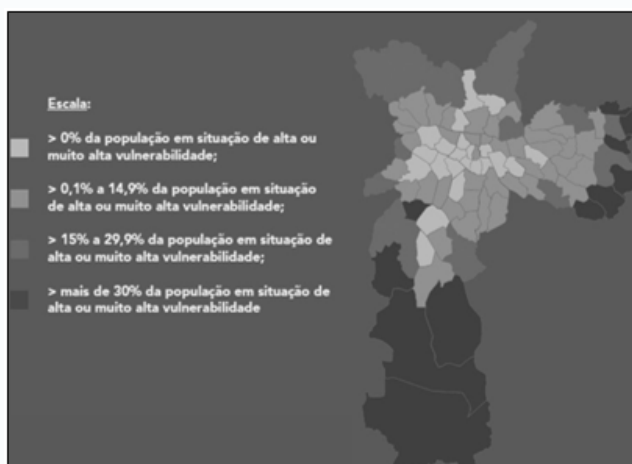 Escala:
> 0% da população em situação de alta ou
muito alta vulnerabilidade;
> 0,1% a 14,9% da população em situação
de alta ou muito alta vulnerabilidade;
> 15% a 29,9% da população em situação de
alta ou muito alta vulnerabilidade;
> mais de 30% da população em situação de
alta ou muito alta vulnerabilidade